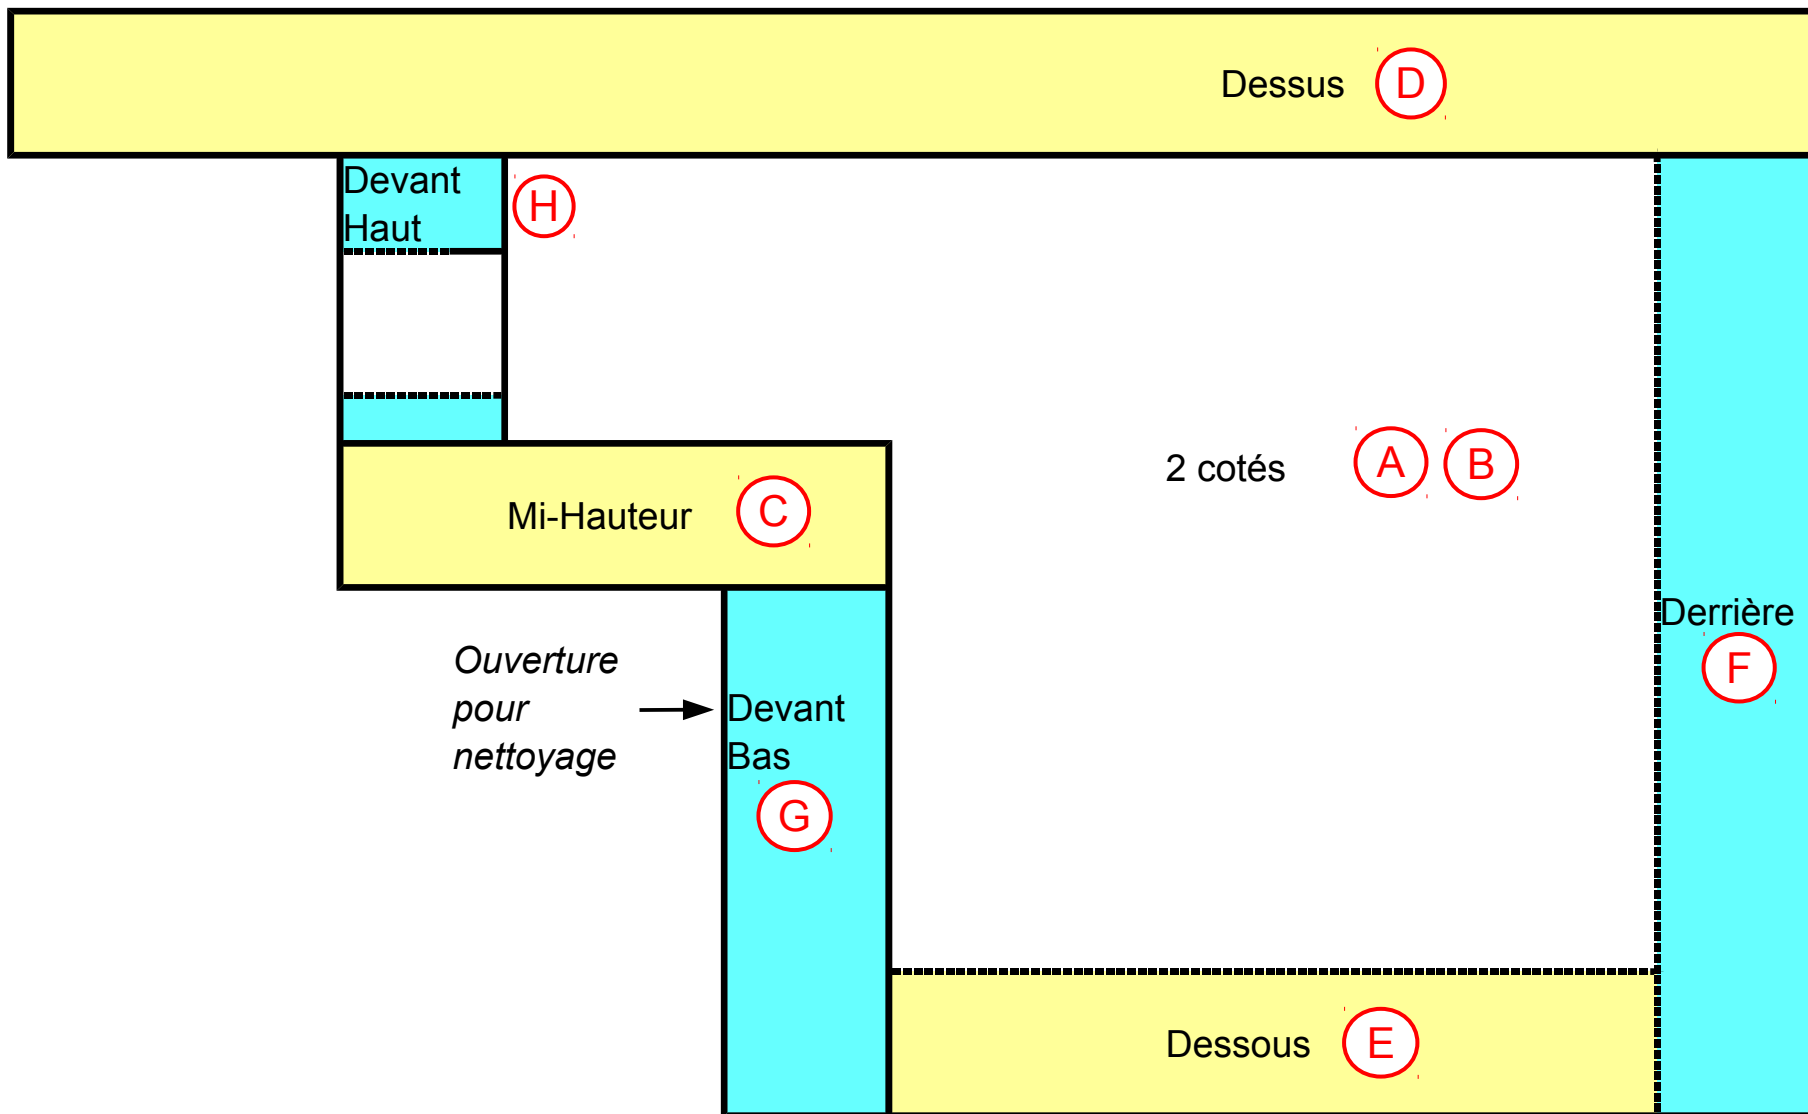 Dessus D
Devant
Haut
H
2 cotés A B
Mi-Hauteur C
Derrière
F
Ouverture
pour
nettoyage
Devant
Bas
G
Dessous E